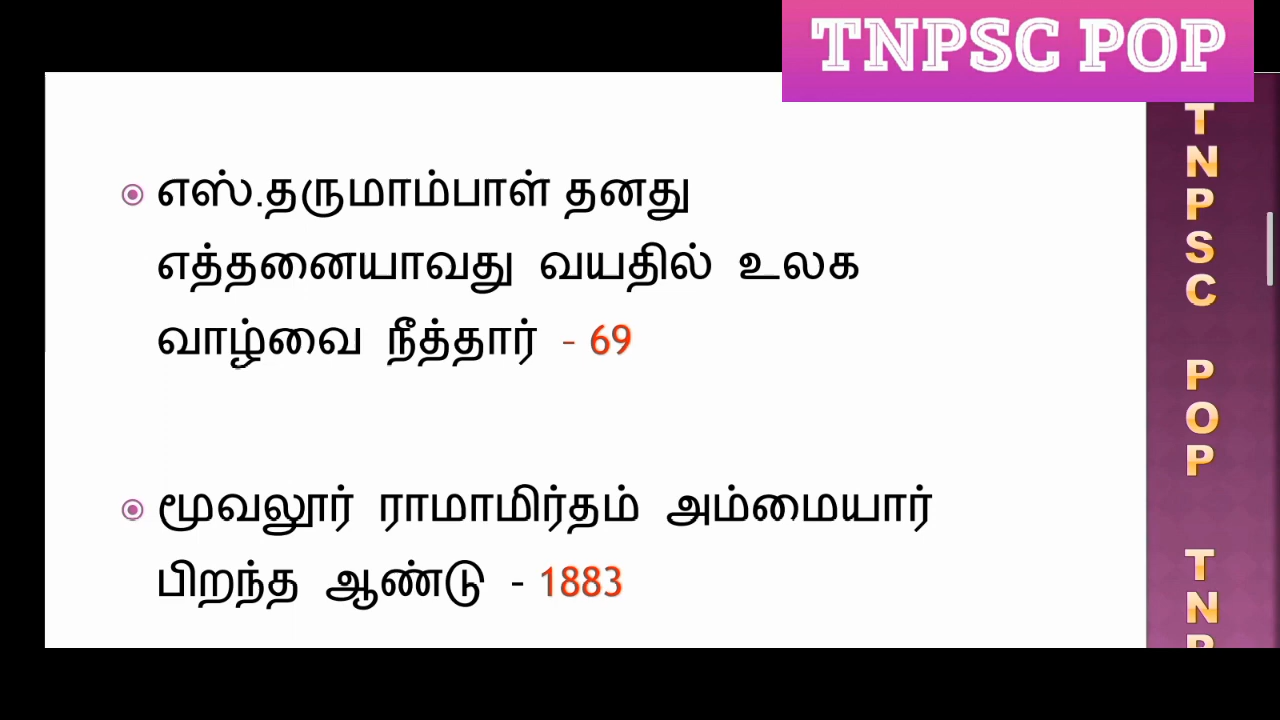 TNPSC POP
எஸ்.தருமாம்பாள் தனது
எத்தனையாவது வயதில் உலக
வாழ்வை நீத்தார் - 69
மூவலூர் ராமாமிர்தம் அம்மையார்
பிறந்த ஆண்டு - 1883
TNPSC POP TNP